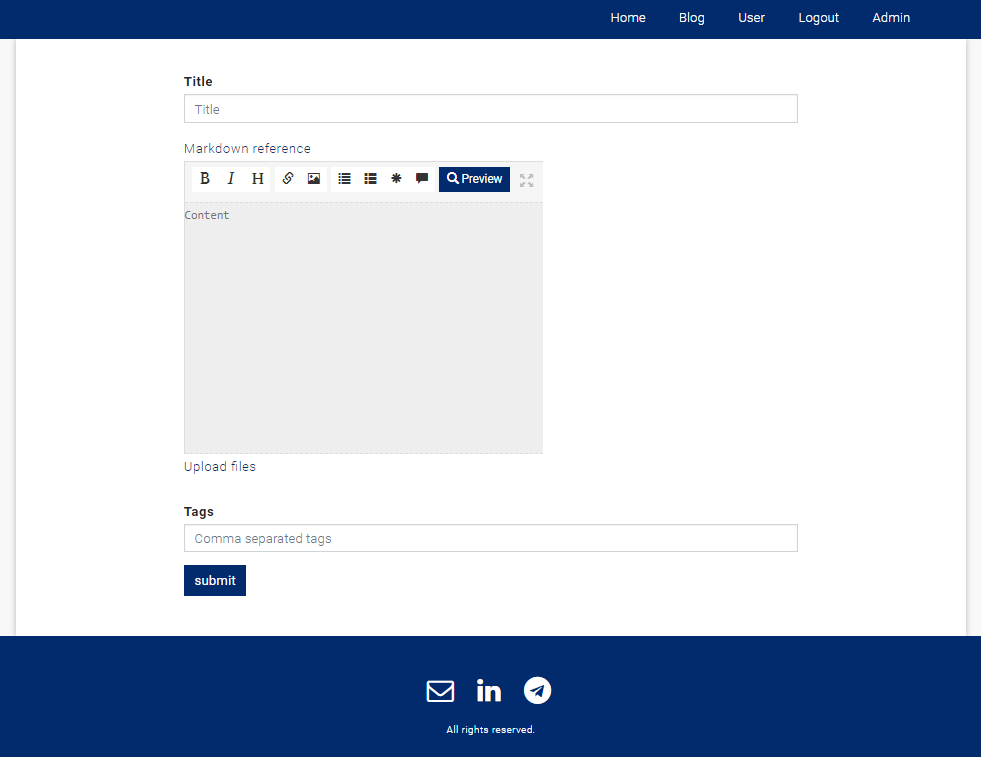 Home Blog User Logout Admin
Title
Title
Markdown reference
B I H Preview
Content
Upload files
Tags
Comma separated tags
submit
in
All rights reserved.